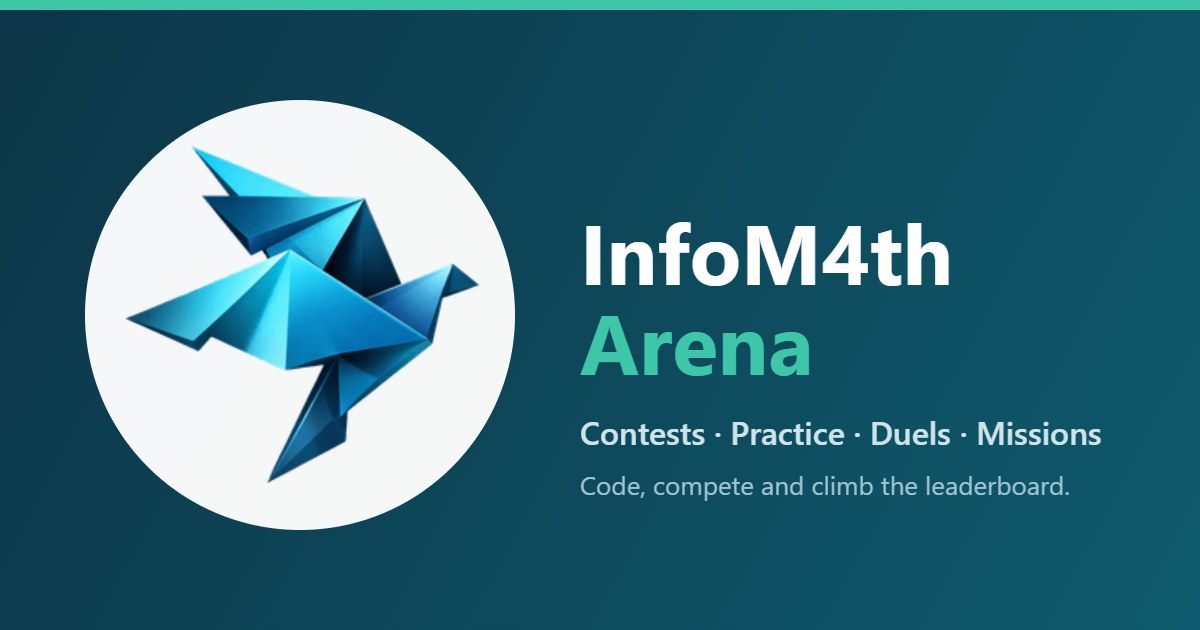 InfoM4th
Arena
Contests · Practice · Duels · Missions
Code, compete and climb the leaderboard.